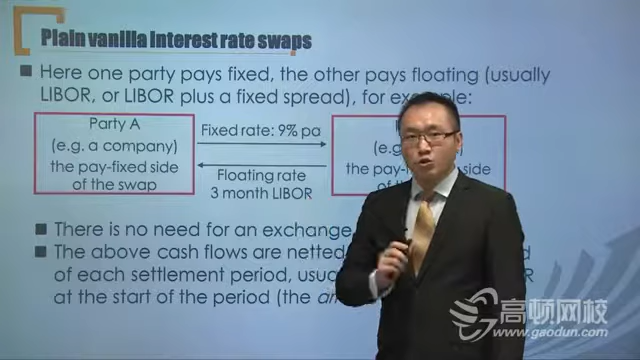 Plain vanilla interest rate swaps
Here one party pays fixed, the other pays floating (usually
LIBOR, or LIBOR plus a fixed spread), for example:
Party A
(e.g. a company)
the pay-fixed side
of the swap
Fixed rate: 9% pa
Floating rate
3 month LIBOR
(e.g.
the pay- side
of
There is no need for an exchange
The above cash flows are netted
of each settlement period,
at the start of the period (the
高顿网校
www.gaodun.com